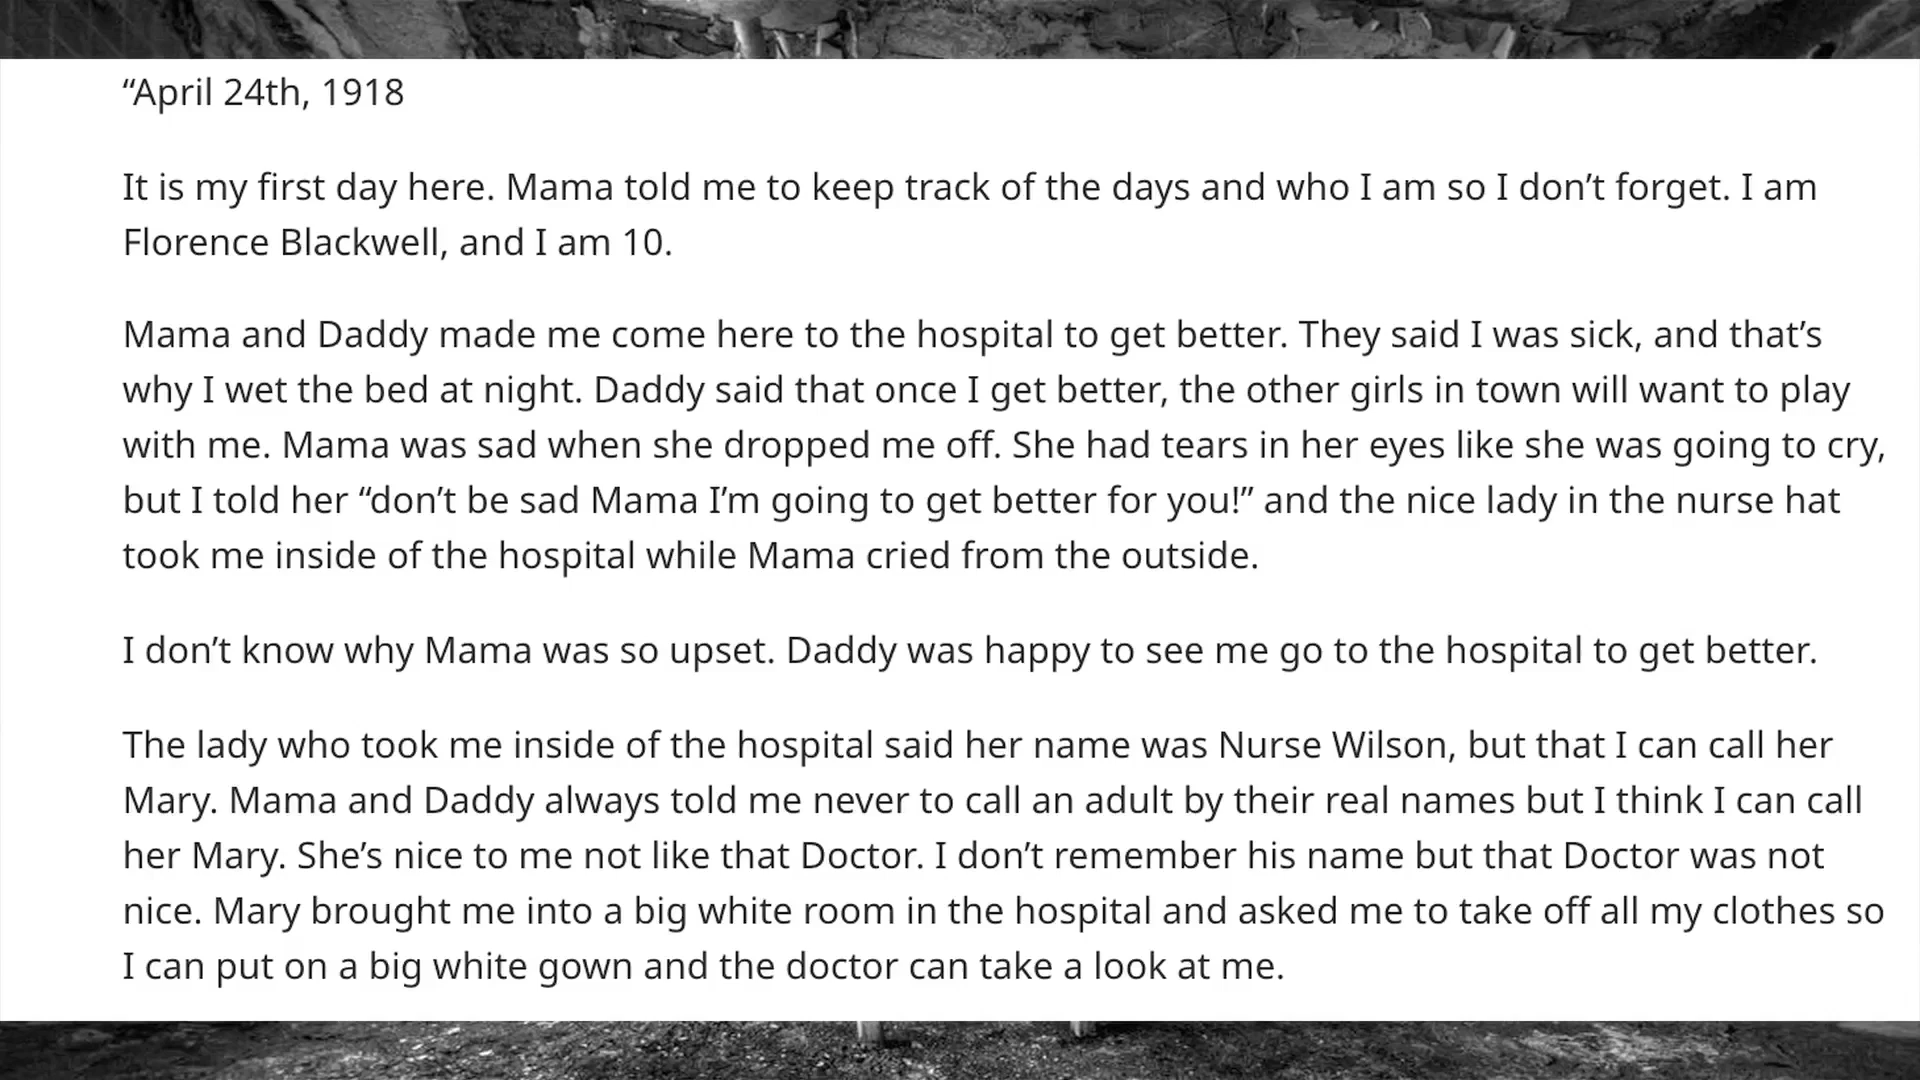 “April 24th, 1918
It is my first day here. Mama told me to keep track of the days and who I am so I don’t forget. I am
Florence Blackwell, and I am 10.
Mama and Daddy made me come here to the hospital to get better. They said I was sick, and that’s
why I wet the bed at night. Daddy said that once I get better, the other girls in town will want to play
with me. Mama was sad when she dropped me off. She had tears in her eyes like she was going to cry,
but I told her “don’t be sad Mama I’m going to get better for you!” and the nice lady in the nurse hat
took me inside of the hospital while Mama cried from the outside.
I don’t know why Mama was so upset. Daddy was happy to see me go to the hospital to get better.
The lady who took me inside of the hospital said her name was Nurse Wilson, but that I can call her
Mary. Mama and Daddy always told me never to call an adult by their real names but I think I can call
her Mary. She’s nice to me not like that Doctor. I don’t remember his name but that Doctor was not
nice. Mary brought me into a big white room in the hospital and asked me to take off all my clothes so
I can put on a big white gown and the doctor can take a look at me.